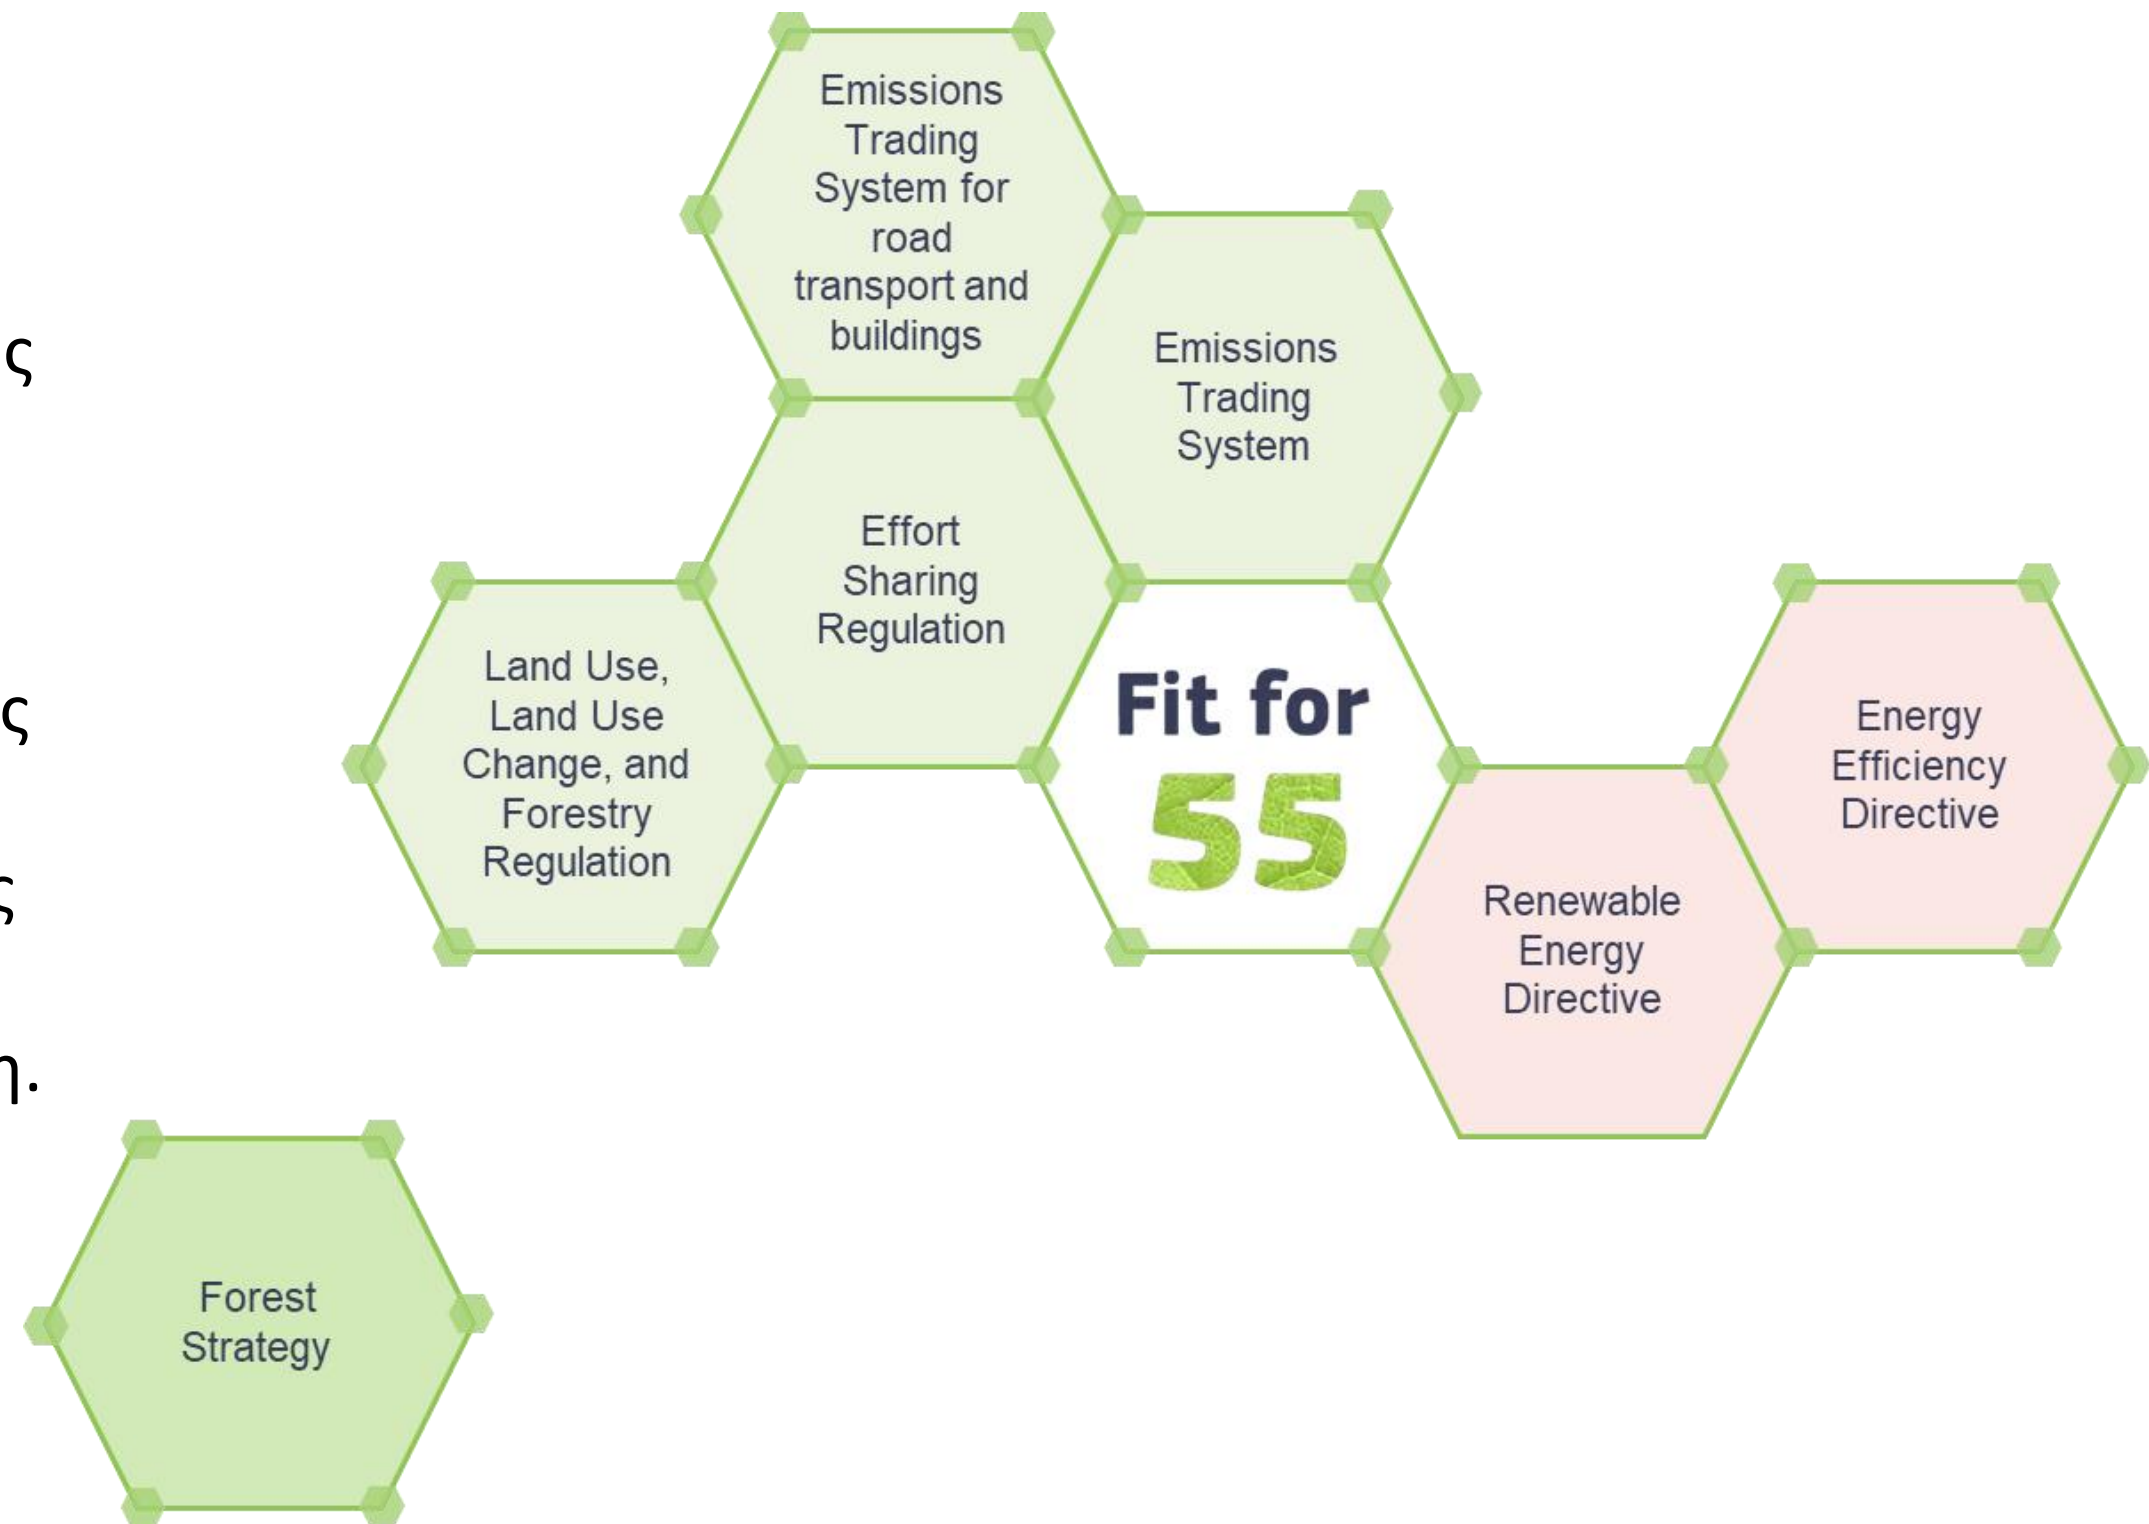 Emissions
Trading
System for
road
transport and
buildings
Emissions
Trading
System
ς
Effort
Sharing
Regulation
Land Use,
Land Use
Change, and
Forestry
Regulation
ς
Fit for
55
Energy
Efficiency
Directive
Renewable
Energy
Directive
ς
η.
Forest
Strategy